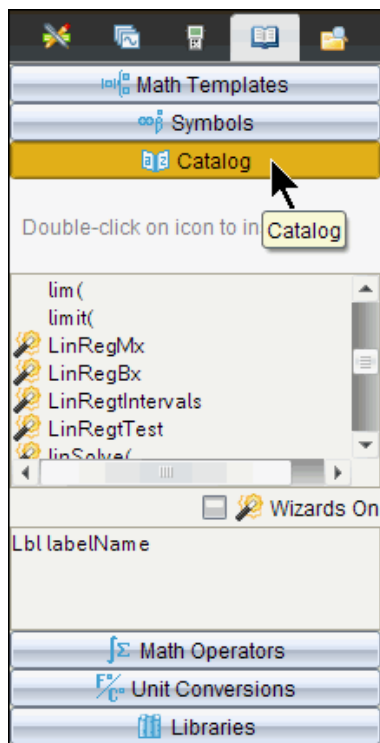 Math Templates
Symbols
Catalog
Double-click on icon to in
Catalog
lim(
limit(
LinRegMx
LinRegBx
LinRegtIntervals
LinRegtTest
linSolve(
Wizards On
Lbl labelName
Math Operators
Unit Conversions
Libraries